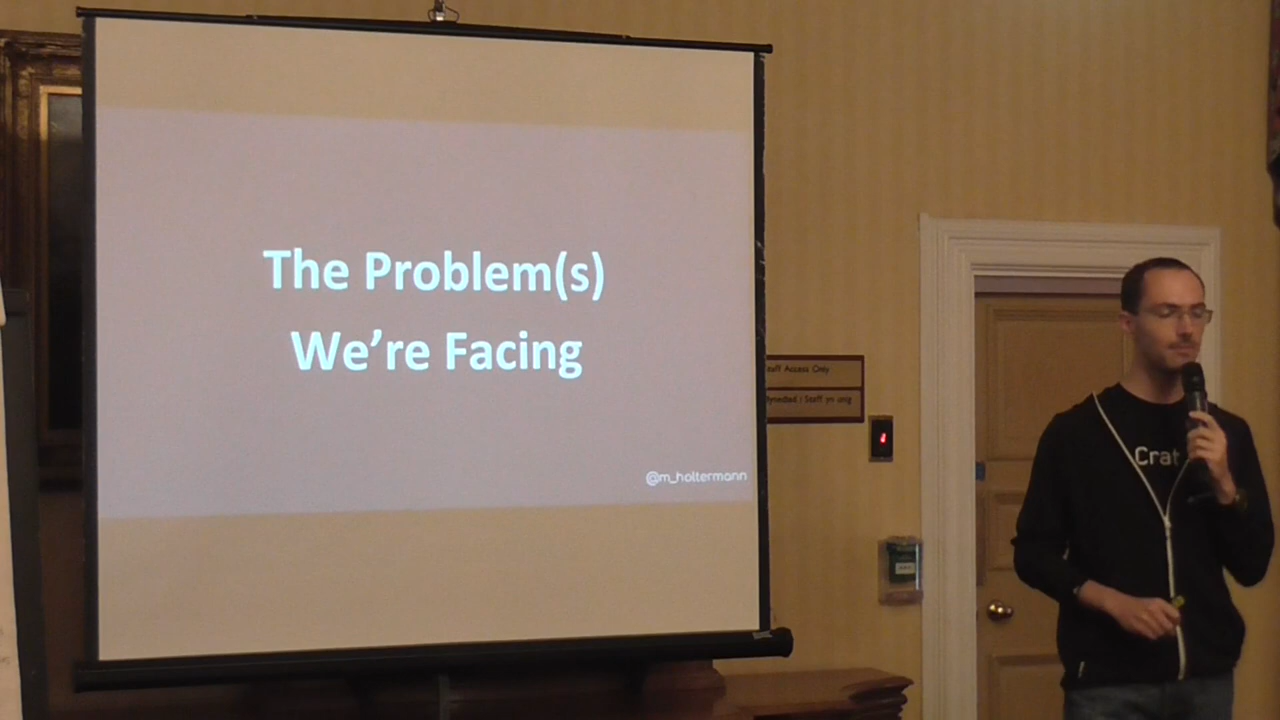 The Problem(s)
We're Facing
@m_holtermann
Staff Access Only
Staff yn unig
Crat